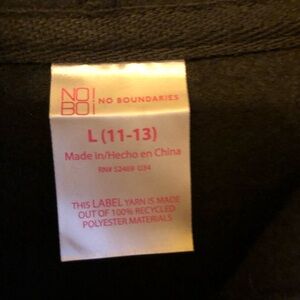 NO
BO
NO BOUNDARIES
L (11-13)
Made in/Hecho en China
RN# 52469 034
THIS LABEL YARN IS MADE
OUT OF 100% RECYCLED
POLYESTER MATERIALS